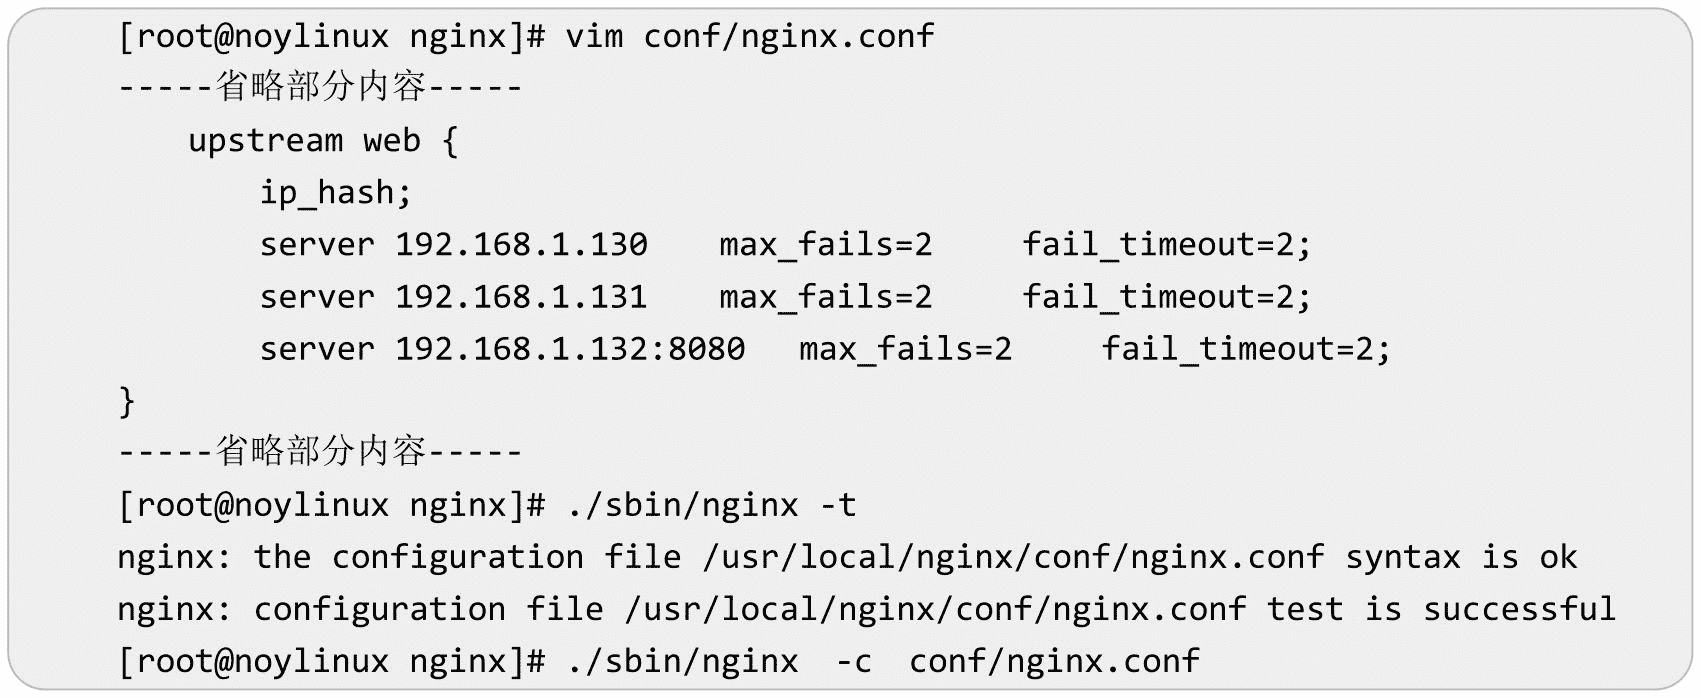 [root@noylinux nginx]# vim conf/nginx.conf
-----省略部分内容-----
upstream web {
ip_hash;
server 192.168.1.130 max_fails=2 fail_timeout=2;
server 192.168.1.131 max_fails=2 fail_timeout=2;
server 192.168.1.132:8080 max_fails=2 fail_timeout=2;
}
-----省略部分内容-----
[root@noylinux nginx]# ./sbin/nginx -t
nginx: the configuration file /usr/local/nginx/conf/nginx.conf syntax is ok
nginx: configuration file /usr/local/nginx/conf/nginx.conf test is successful
[root@noylinux nginx]# ./sbin/nginx -c conf/nginx.conf